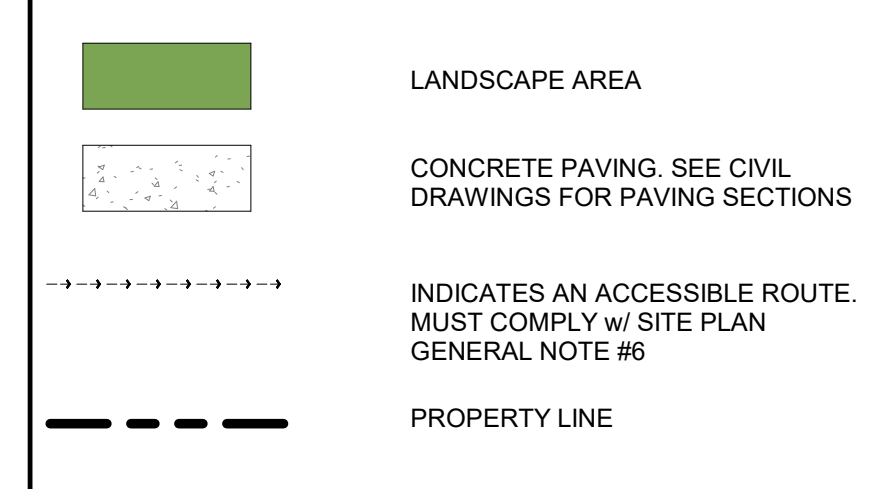 LANDSCAPE AREA
CONCRETE PAVING. SEE CIVIL
DRAWINGS FOR PAVING SECTIONS
INDICATES AN ACCESSIBLE ROUTE.
MUST COMPLY w/ SITE PLAN
GENERAL NOTE #6
PROPERTY LINE